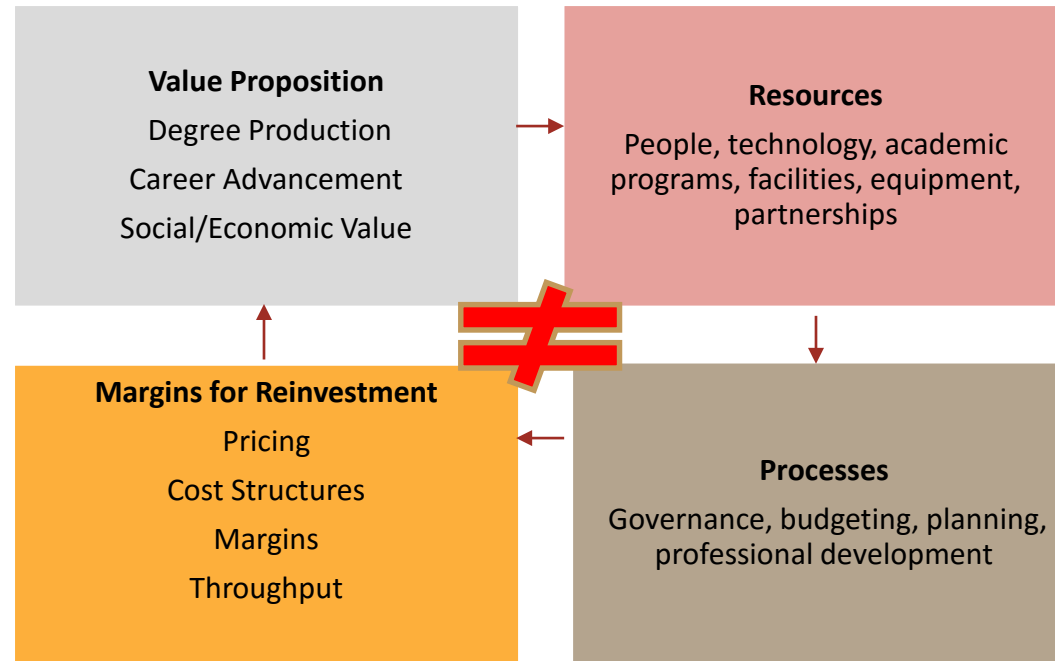 Value Proposition
Degree Production
Career Advancement
Social/Economic Value
Resources
People, technology, academic
programs, facilities, equipment,
partnerships
Margins for Reinvestment
Pricing
Cost Structures
Margins
Throughput
Processes
Governance, budgeting, planning,
professional development